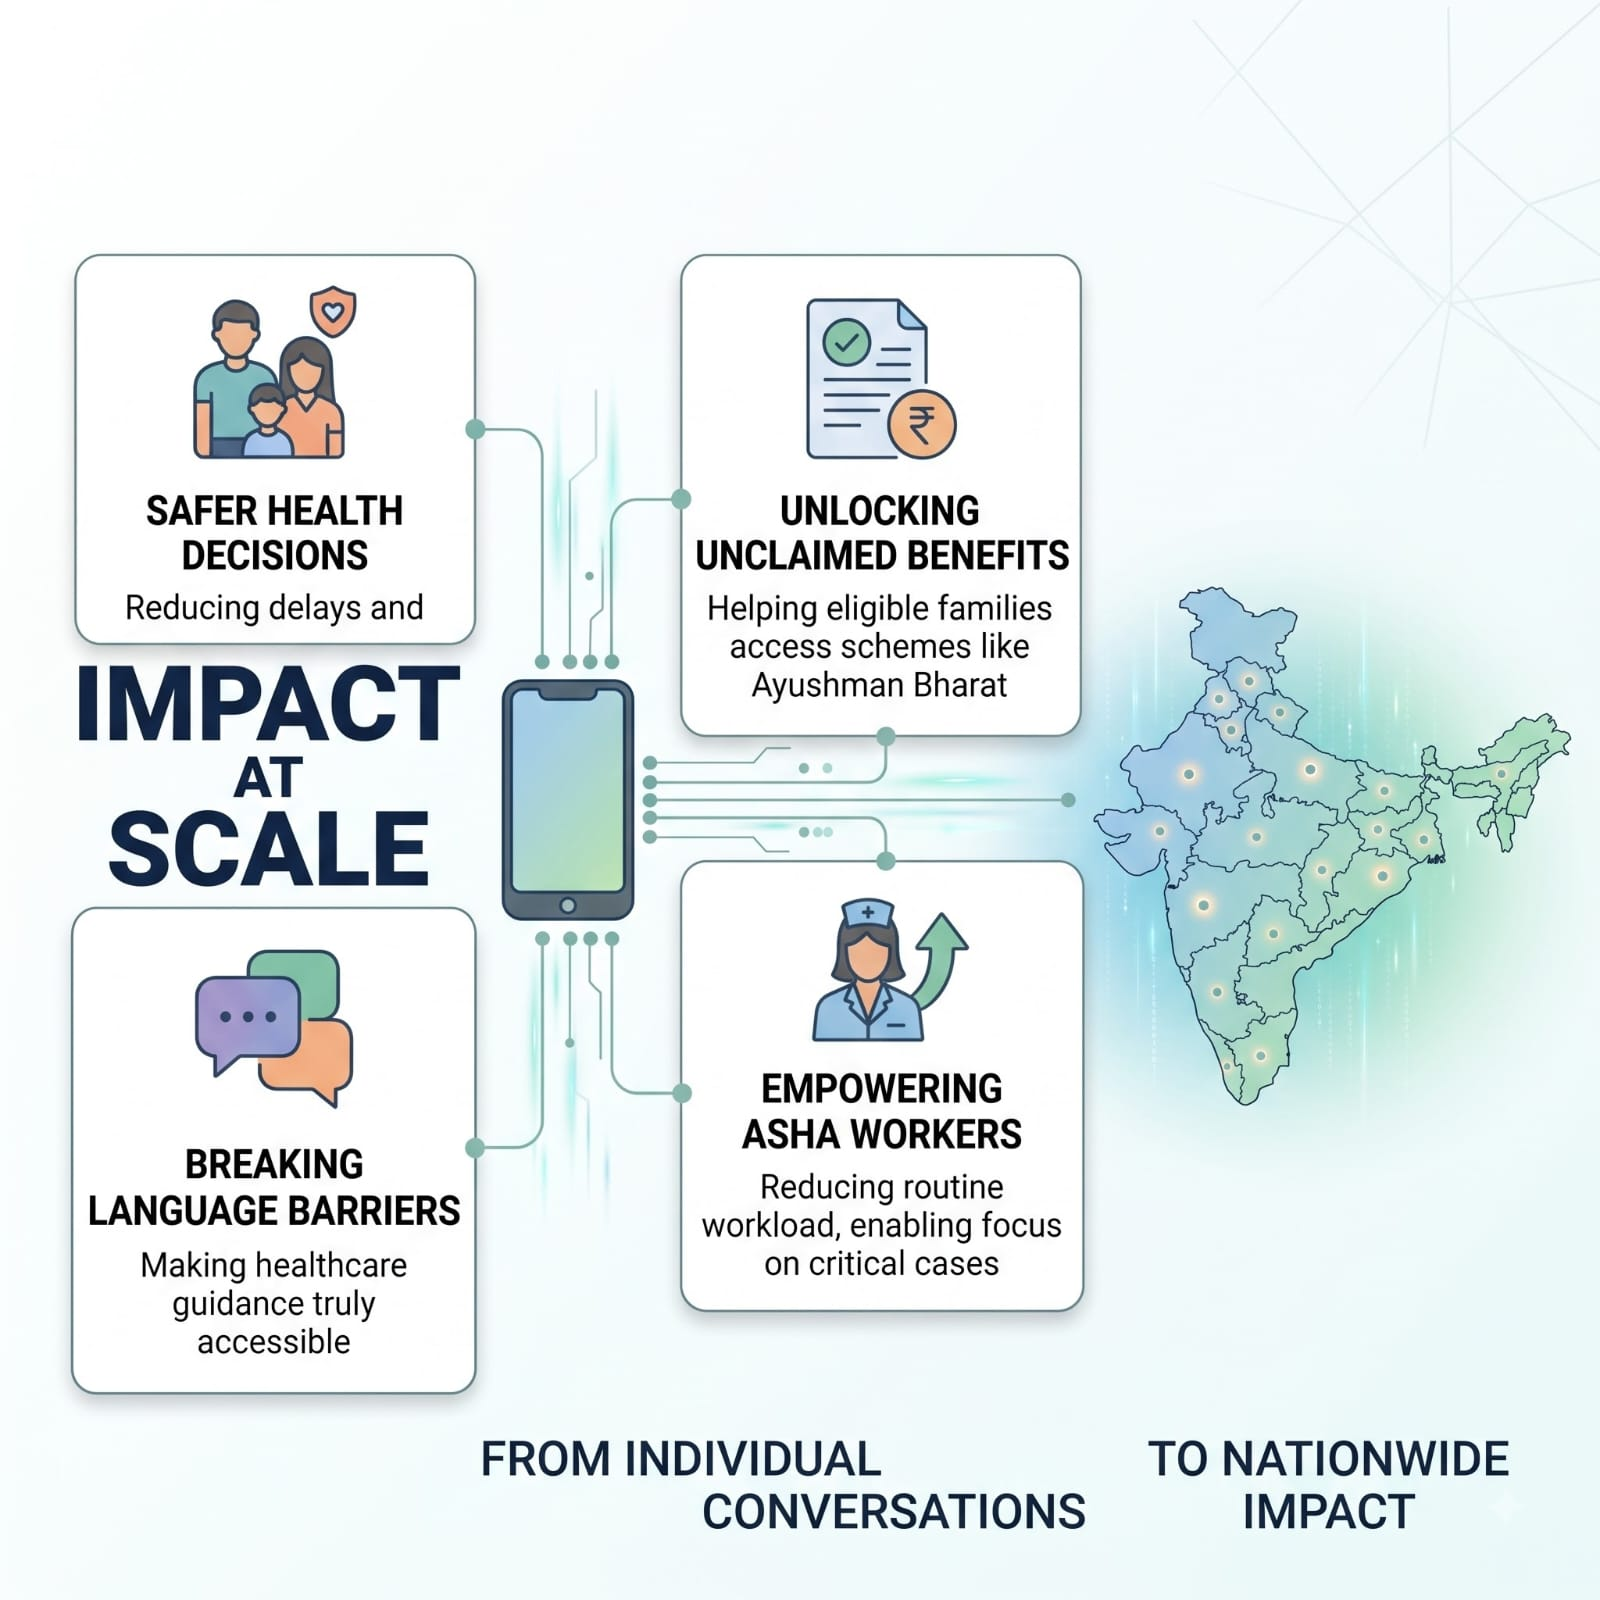 SAFER HEALTH
DECISIONS
Reducing delays and
UNLOCKING
UNCLAIMED BENEFITS
Helping eligible families
access schemes like
Ayushman Bharat
IMPACT
AT
SCALE
BREAKING
LANGUAGE BARRIERS
Making healthcare
guidance truly
accessible
EMPOWERING
ASHA WORKERS
Reducing routine
workload, enabling focus
on critical cases
FROM INDIVIDUAL
CONVERSATIONS
TO NATIONWIDE
IMPACT